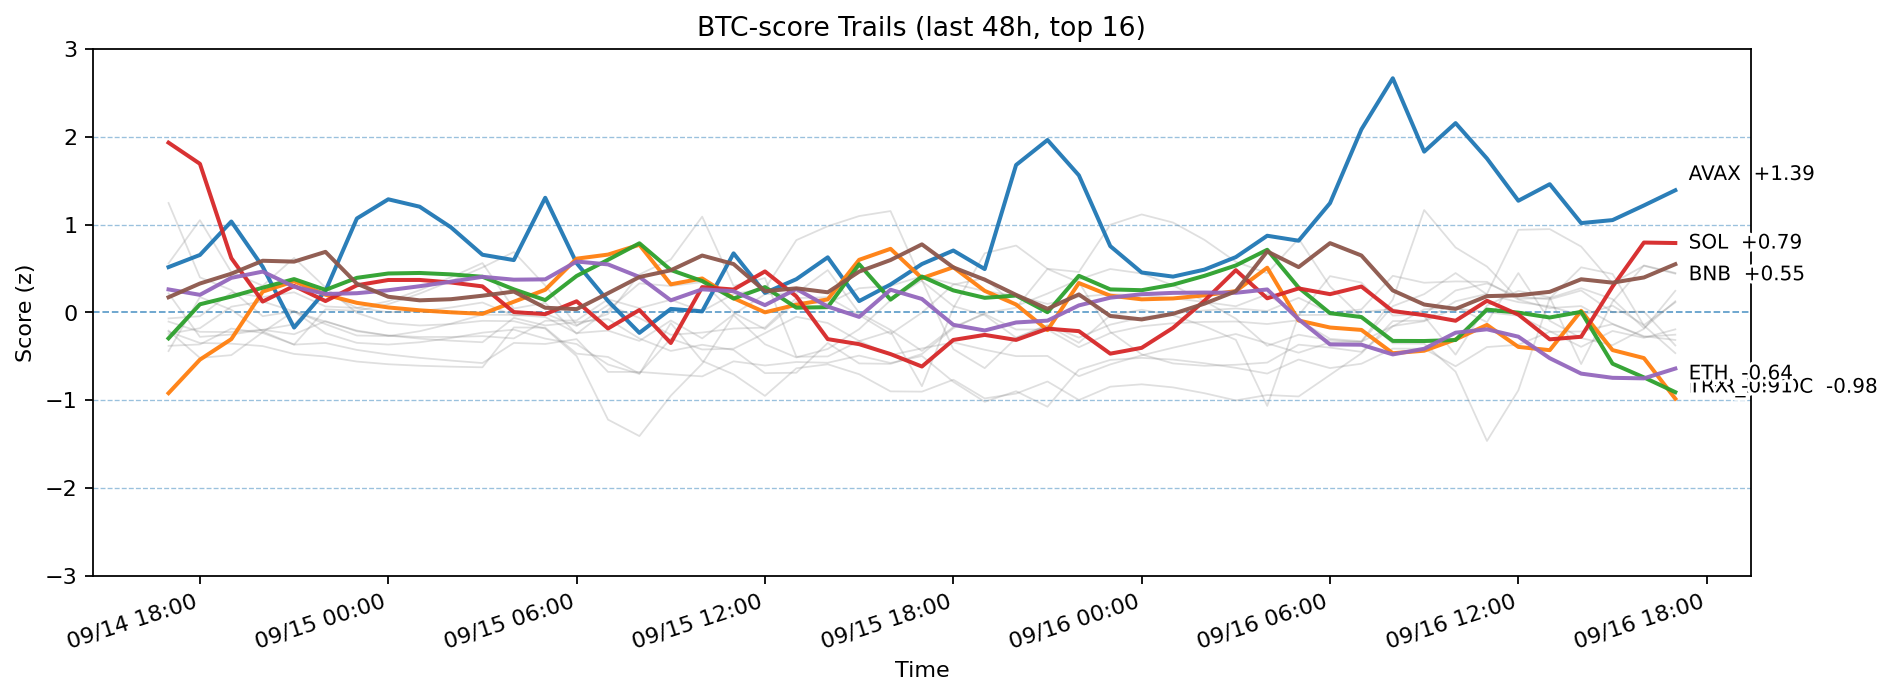 BTC-score Trails (last 48h, top 16)
Score (z)
3
2
1
0
−1
−2
−3
AVAX +1.39
SOL +0.79
BNB +0.55
ETH -0.64
-0.91
-0.98
09/14 18:00
09/15 00:00
09/15 06:00
09/15 12:00
09/15 18:00
09/16 00:00
09/16 06:00
09/16 12:00
09/16 18:00
Time